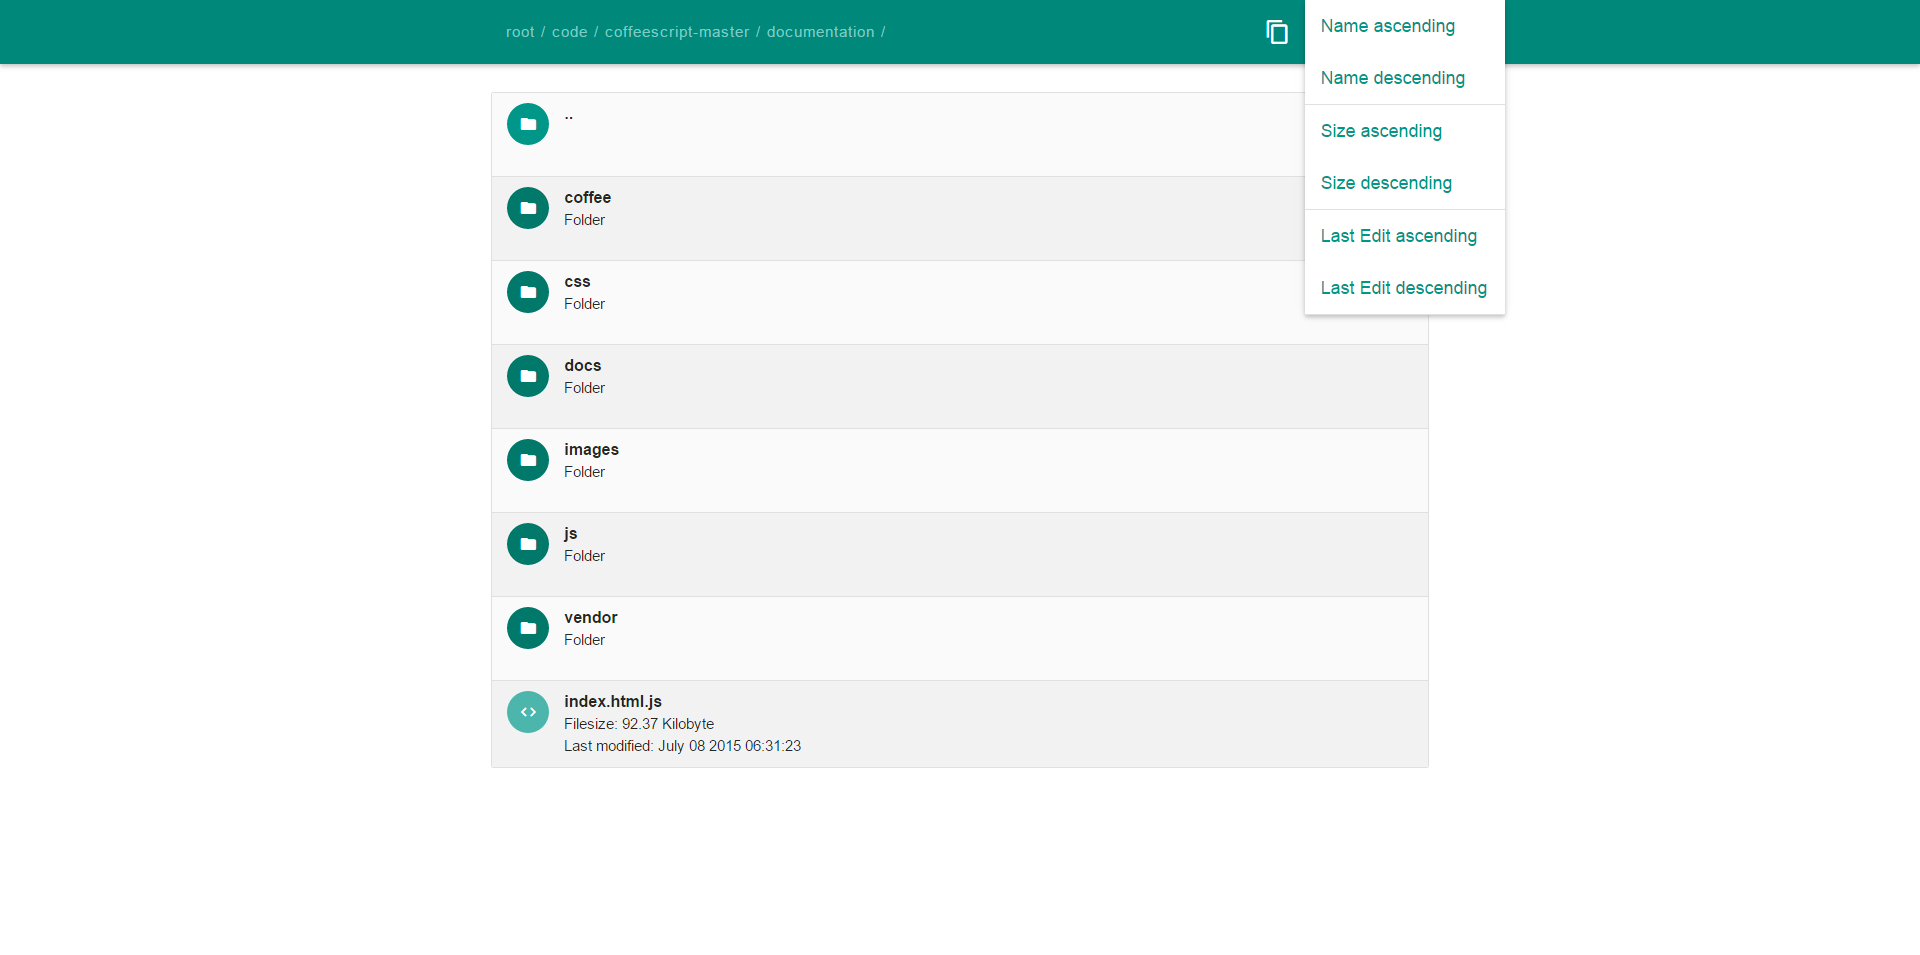 root / code / coffeescript-master / documentation /
Name ascending
Name descending
Size ascending
Size descending
Last Edit ascending
Last Edit descending
..
coffee
Folder
css
Folder
docs
Folder
images
Folder
js
Folder
vendor
Folder
index.html.js
Filesize: 92.37 Kilobyte
Last modified: July 08 2015 06:31:23